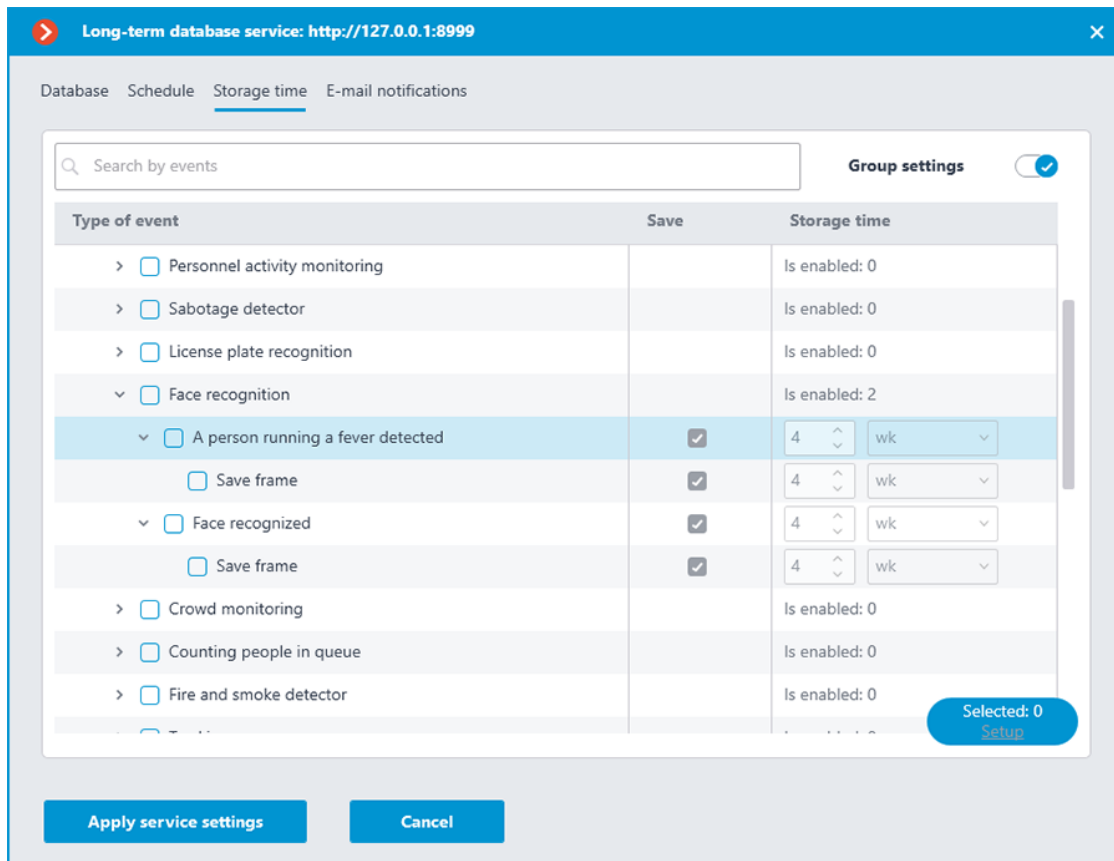 Long-term database service: http://127.0.0.1:8999
Database Schedule Storage time E-mail notifications
Search by events Group settings
Type of event Save Storage time
Personnel activity monitoring Is enabled: 0
Sabotage detector Is enabled: 0
License plate recognition Is enabled: 0
Face recognition Is enabled: 2
A person running a fever detected 4 wk
Save frame 4 wk
Face recognized 4 wk
Save frame 4 wk
Crowd monitoring Is enabled: 0
Counting people in queue Is enabled: 0
Fire and smoke detector Is enabled: 0
Selected: 0
Setup
Apply service settings Cancel